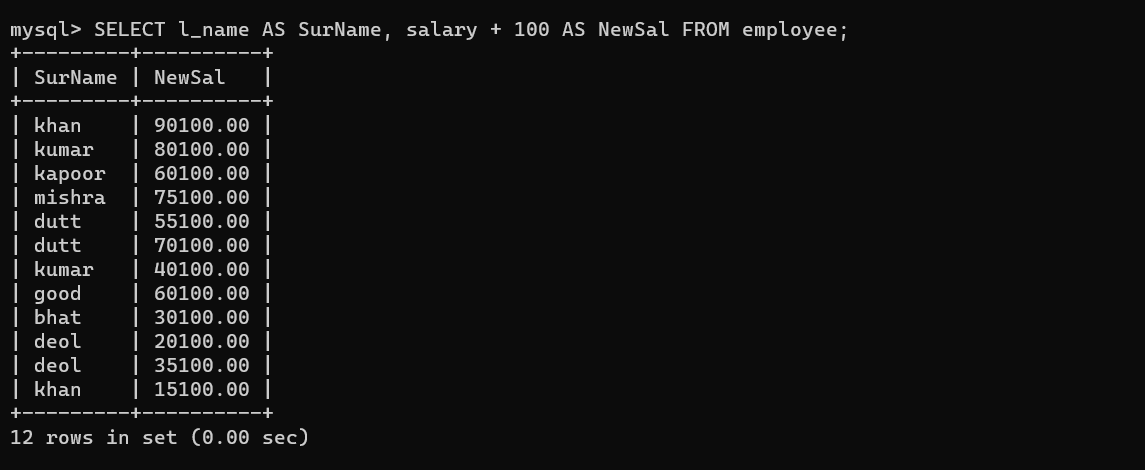 mysql> SELECT l_name AS SurName, salary + 100 AS NewSal FROM employee;
+---------+----------+
| SurName | NewSal   |
+---------+----------+
| khan    | 90100.00 |
| kumar   | 80100.00 |
| kapoor  | 60100.00 |
| mishra  | 75100.00 |
| dutt    | 55100.00 |
| dutt    | 70100.00 |
| kumar   | 40100.00 |
| good    | 60100.00 |
| bhat    | 30100.00 |
| deol    | 20100.00 |
| deol    | 35100.00 |
| khan    | 15100.00 |
+---------+----------+
12 rows in set (0.00 sec)